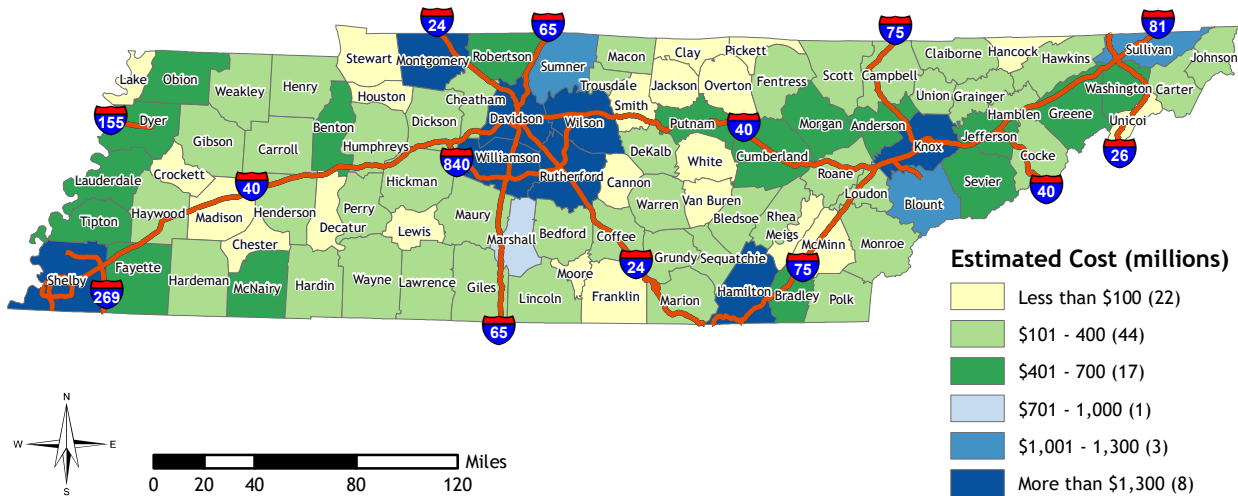 24
65
75
81
Lake
Obion
Weakley
Henry
Stewart
Montgomery
Robertson
Sumner
Macon
Clay
Pickett
Trousdale
Smith
Jackson
Overton
Fentress
Scott
Campbell
Claiborne
Hancock
Hawkins
Sullivan
Johnson
155
Dyer
Gibson
Carroll
Benton
Houston
Humphreys
Dickson
Cheatham
Davidson
Wilson
Putnam
40
Morgan
Anderson
Union
Grainger
Hamblen
Greene
Washington
Carter
Unicoi
26
Lauderdale
Crockett
40
Tipton
Haywood
Madison
Henderson
Decatur
Perry
Hickman
840
Williamson
Rutherford
Cannon
DeKalb
White
Cumberland
Roane
Knox
Jefferson
Cocke
40
Sevier
Blount
Loudon
Chester
Lewis
Maury
Marshall
Bedford
Coffee
Warren
Van Buren
Bledsoe
Rhea
Meigs
McMinn
Monroe
Shelby
Fayette
269
Hardeman
McNairy
Hardin
Wayne
Lawrence
Giles
Lincoln
Moore
Franklin
24
Grundy
Sequatchie
Marion
Hamilton
75
Bradley
Polk
65
Estimated Cost (millions)
Less than $100 (22)
$101 - 400 (44)
$401 - 700 (17)
$701 - 1,000 (1)
$1,001 - 1,300 (3)
More than $1,300 (8)
N
W
E
S
Miles
0 20 40 80 120